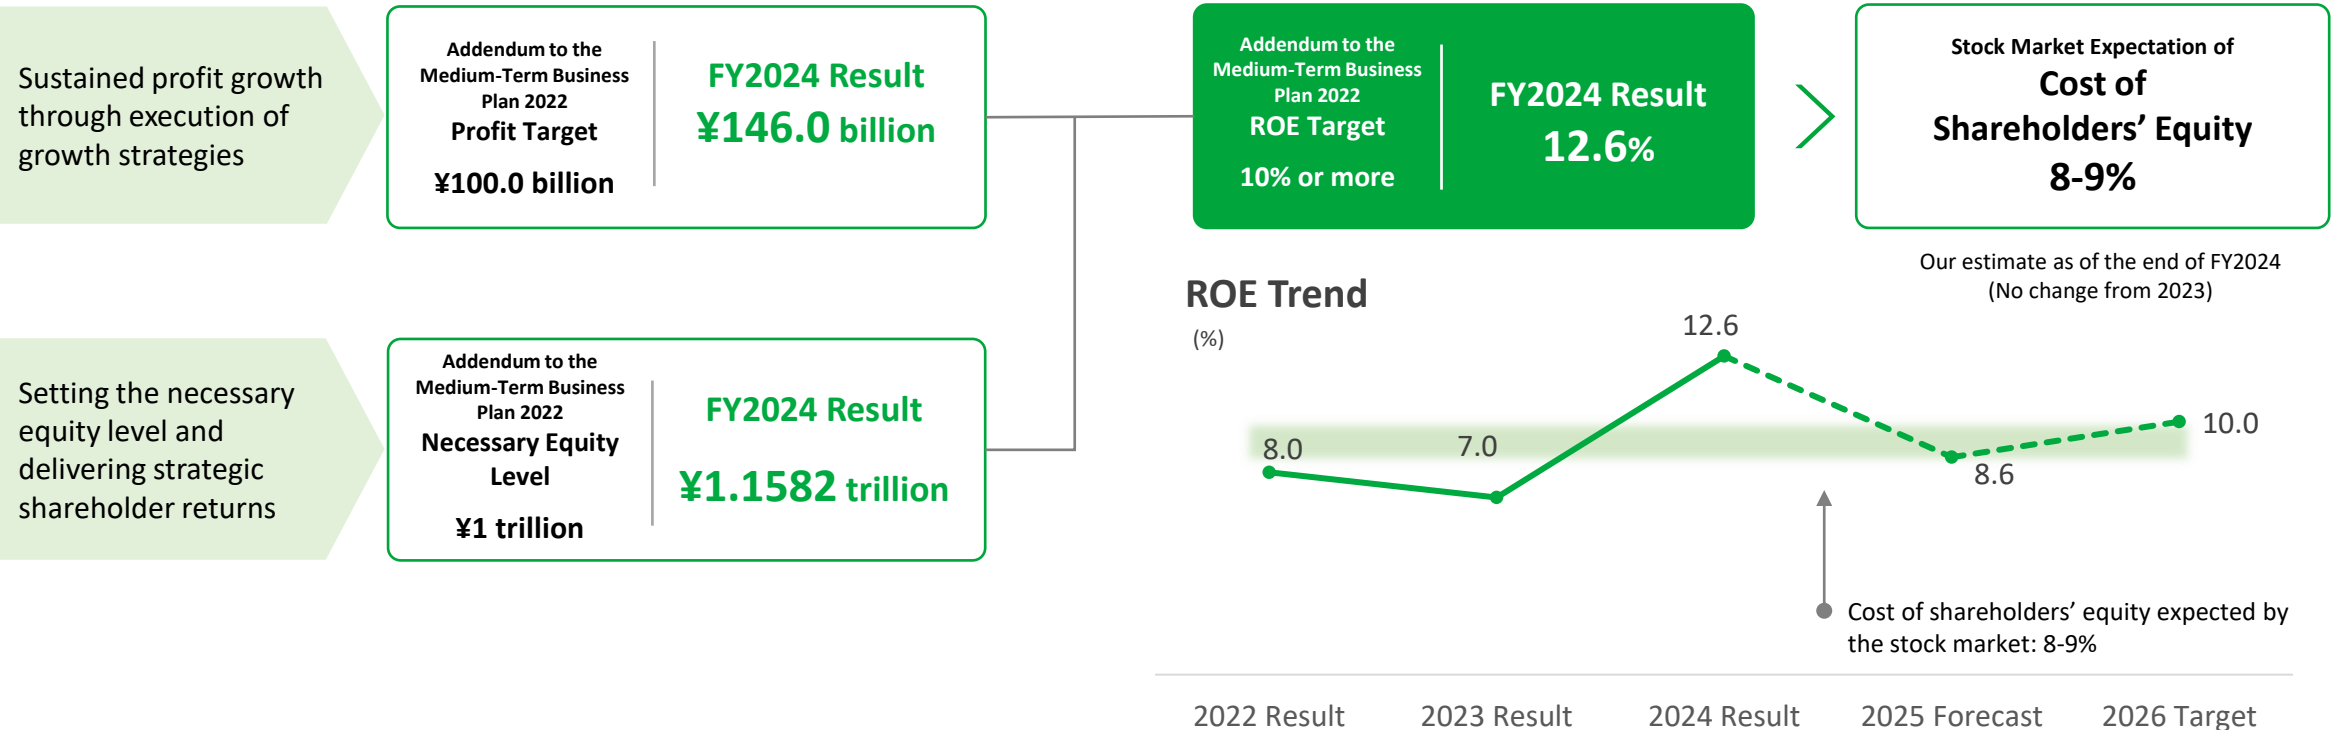 Sustained profit growth
through execution of
growth strategies
Addendum to the
Medium-Term Business
Plan 2022
Profit Target
¥100.0 billion
FY2024 Result
¥146.0 billion
Addendum to the
Medium-Term Business
Plan 2022
ROE Target
10% or more
FY2024 Result
12.6%
Stock Market Expectation of
Cost of
Shareholders’ Equity
8-9%
Our estimate as of the end of FY2024
(No change from 2023)
Setting the necessary
equity level and
delivering strategic
shareholder returns
Addendum to the
Medium-Term Business
Plan 2022
Necessary Equity
Level
¥1 trillion
FY2024 Result
¥1.1582 trillion
ROE Trend
(%)
8.0
7.0
12.6
8.6
10.0
Cost of shareholders’ equity expected by
the stock market: 8-9%
2022 Result
2023 Result
2024 Result
2025 Forecast
2026 Target